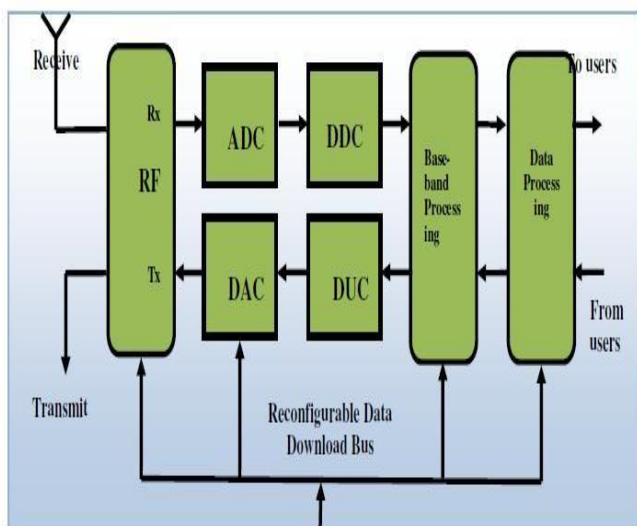 Receive
To users
Rx
RF
Tx
ADC
DDC
Base-
band
Process
ing
Data
Process
ing
DAC
DUC
From
users
Transmit
Reconfigurable Data
Download Bus